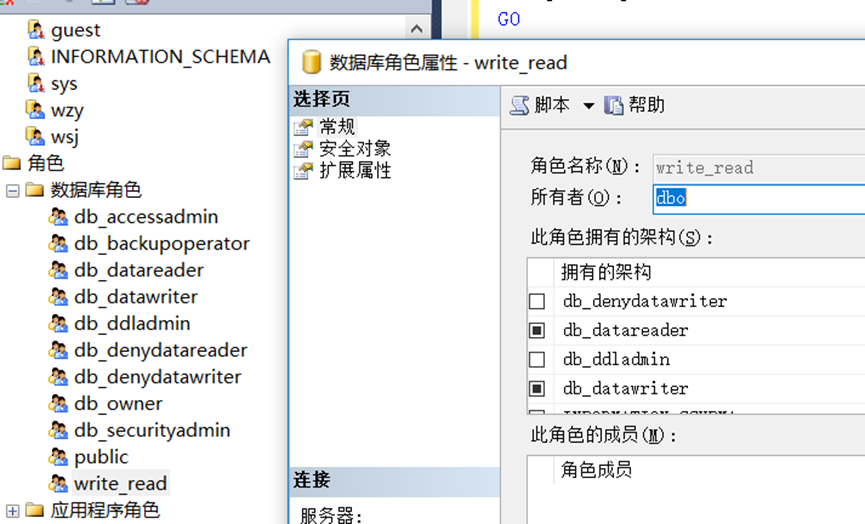 guest
INFORMATION_SCHEMA
sys
wzy
wsj
角色
数据库角色
db_accessadmin
db_backupoperator
db_datareader
db_datawriter
db_ddladmin
db_denydatareader
db_denydatawriter
db_owner
db_securityadmin
public
write_read
应用程序角色
GO
数据库角色属性 - write_read
选择页
常规
安全对象
扩展属性
连接
服务器:
脚本 帮助
角色名称(N): write_read
所有者(O): dbo
此角色拥有的架构(S):
拥有的架构
db_denydatawriter
db_datareader
db_ddladmin
db_datawriter
INFORMATION_SCHEMA
此角色的成员(M):
角色成员